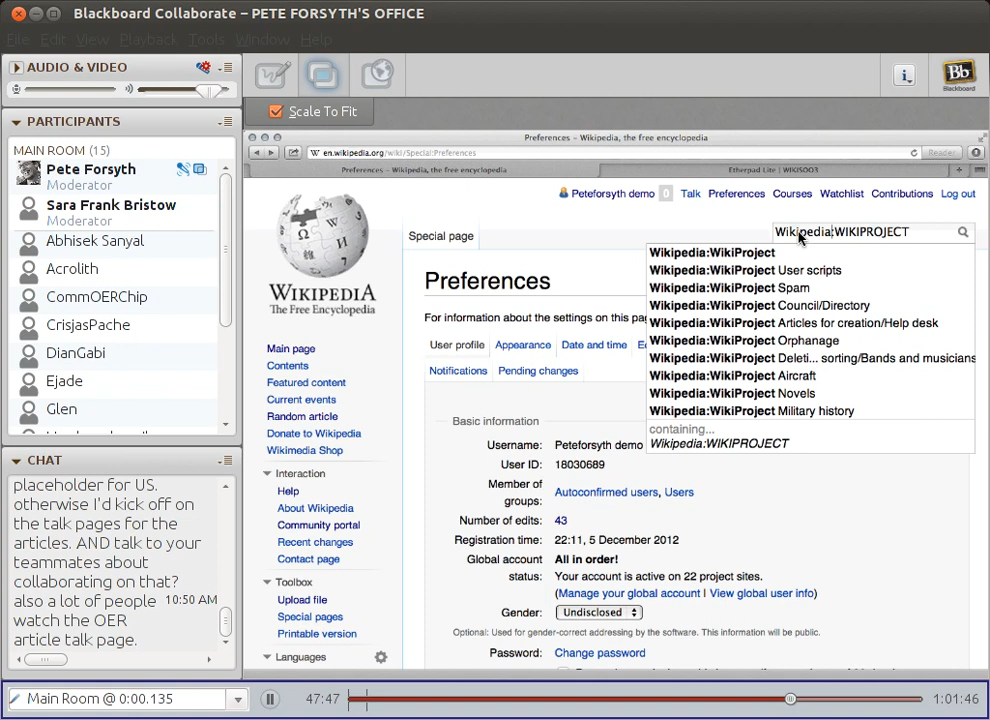 Blackboard Collaborate – PETE FORSYTH'S OFFICE
File Edit View Playback Tools Window Help
AUDIO & VIDEO
PARTICIPANTS
MAIN ROOM (15)
Pete Forsyth
Moderator
Sara Frank Bristow
Moderator
Abhisek Sanyal
Acrolith
CommOERChip
CrisjasPache
DianGabi
Ejade
Glen
CHAT
placeholder for US.
otherwise I'd kick off on
the talk pages for the
articles. AND talk to your
teammates about
collaborating on that?
also a lot of people 10:50 AM
watch the OER
article talk page.
Scale To Fit
i
Bb
Blackboard
Preferences – Wikipedia, the free encyclopedia
W en.wikipedia.org/wiki/Special:Preferences
Reader
Preferences – Wikipedia, the free encyclopedia
Etherpad Lite | WIKISOO3
Peteforsyth demo 0 Talk Preferences Courses Watchlist Contributions Log out
Special page
Wikipedia:WIKIPROJECT
Wikipedia:WikiProject
Wikipedia:WikiProject User scripts
Wikipedia:WikiProject Spam
Wikipedia:WikiProject Council/Directory
Wikipedia:WikiProject Articles for creation/Help desk
Wikipedia:WikiProject Orphanage
Wikipedia:WikiProject Deleti... sorting/Bands and musicians
Wikipedia:WikiProject Aircraft
Wikipedia:WikiProject Novels
Wikipedia:WikiProject Military history
containing...
Wikipedia:WIKIPROJECT
WIKIPEDIA
The Free Encyclopedia
Main page
Contents
Featured content
Current events
Random article
Donate to Wikipedia
Wikimedia Shop
Interaction
Help
About Wikipedia
Community portal
Recent changes
Contact page
Toolbox
Upload file
Special pages
Printable version
Languages
Preferences
For information about the settings on this pag
User profile Appearance Date and time E
Notifications Pending changes
Basic information
Username: Peteforsyth demo
User ID: 18030689
Member of groups: Autoconfirmed users, Users
Number of edits: 43
Registration time: 22:11, 5 December 2012
Global account status: All in order!
Your account is active on 22 project sites.
(Manage your global account | View global user info)
Gender: Undisclosed
Optional: Used for gender-correct addressing by the software. This information will be public.
Password: Change password
Main Room @ 0:00.135
47:47
1:01:46